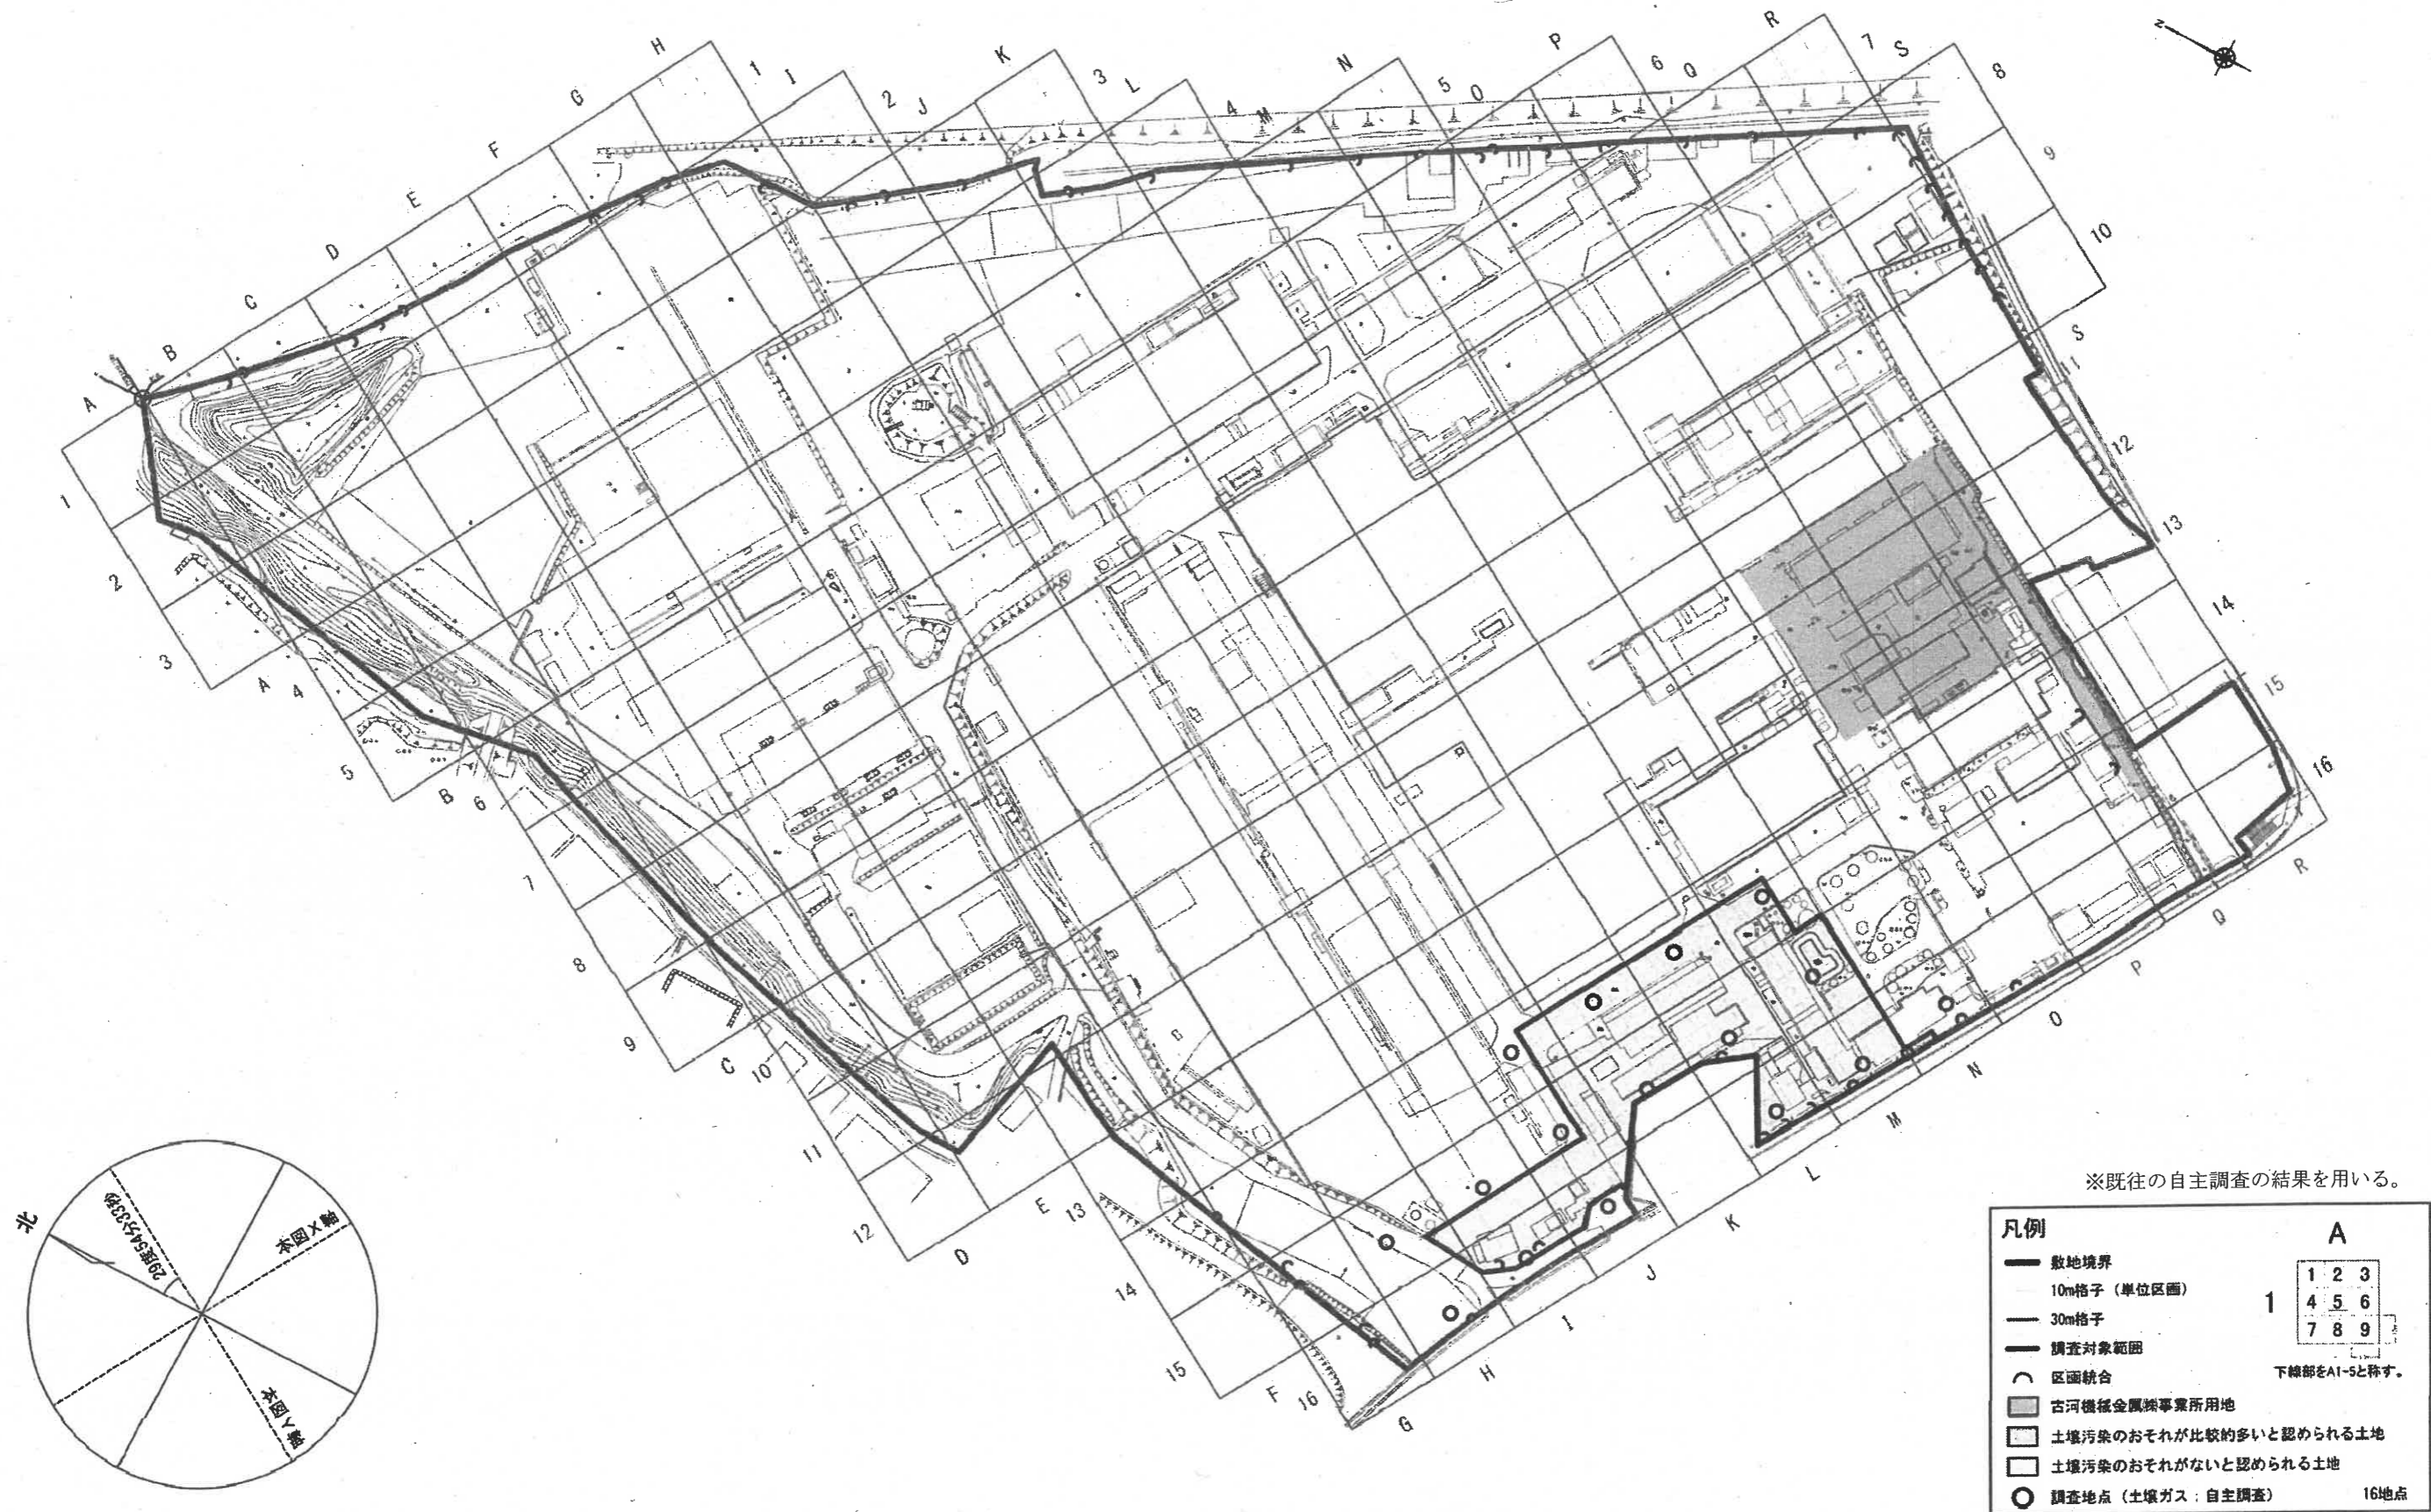 H
K
P
R
N
G
1
I
2
J
3
L
4
M
5
O
6
Q
7
S
8
F
E
D
C
B
A
9
10
S
11
12
13
14
15
16
R
Q
P
O
N
M
L
K
J
I
H
G
1
2
3
A
4
5
B
6
7
8
9
C
10
11
12
D
E
13
14
15
F
16
N
北
29度54分33秒
本図X軸
本図Y軸
※既往の自主調査の結果を用いる。
凡例
敷地境界
10m格子（単位区画）
30m格子
調査対象範囲
区画統合
古河機械金属㈱事業所用地
土壌汚染のおそれが比較的多いと認められる土地
土壌汚染のおそれがないと認められる土地
調査地点（土壌ガス：自主調査） 16地点
A
1
1 2 3
4 5 6
7 8 9
下線部をA1-5と称す。